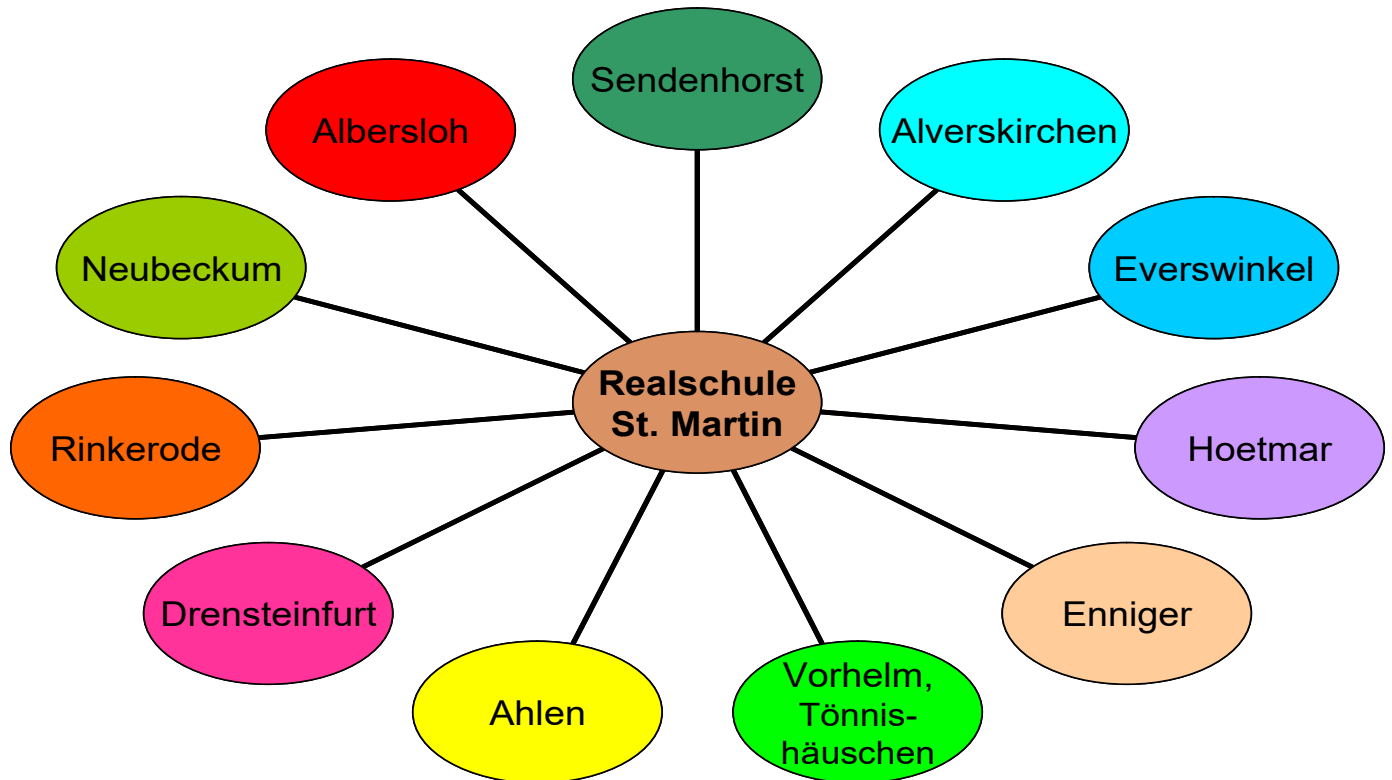 Sendenhorst
Albersloh
Alverskirchen
Neubeckum
Everswinkel
Realschule
St. Martin
Rinkerode
Hoetmar
Drensteinfurt
Enniger
Ahlen
Vorhelm,
Tönnis-
häuschen